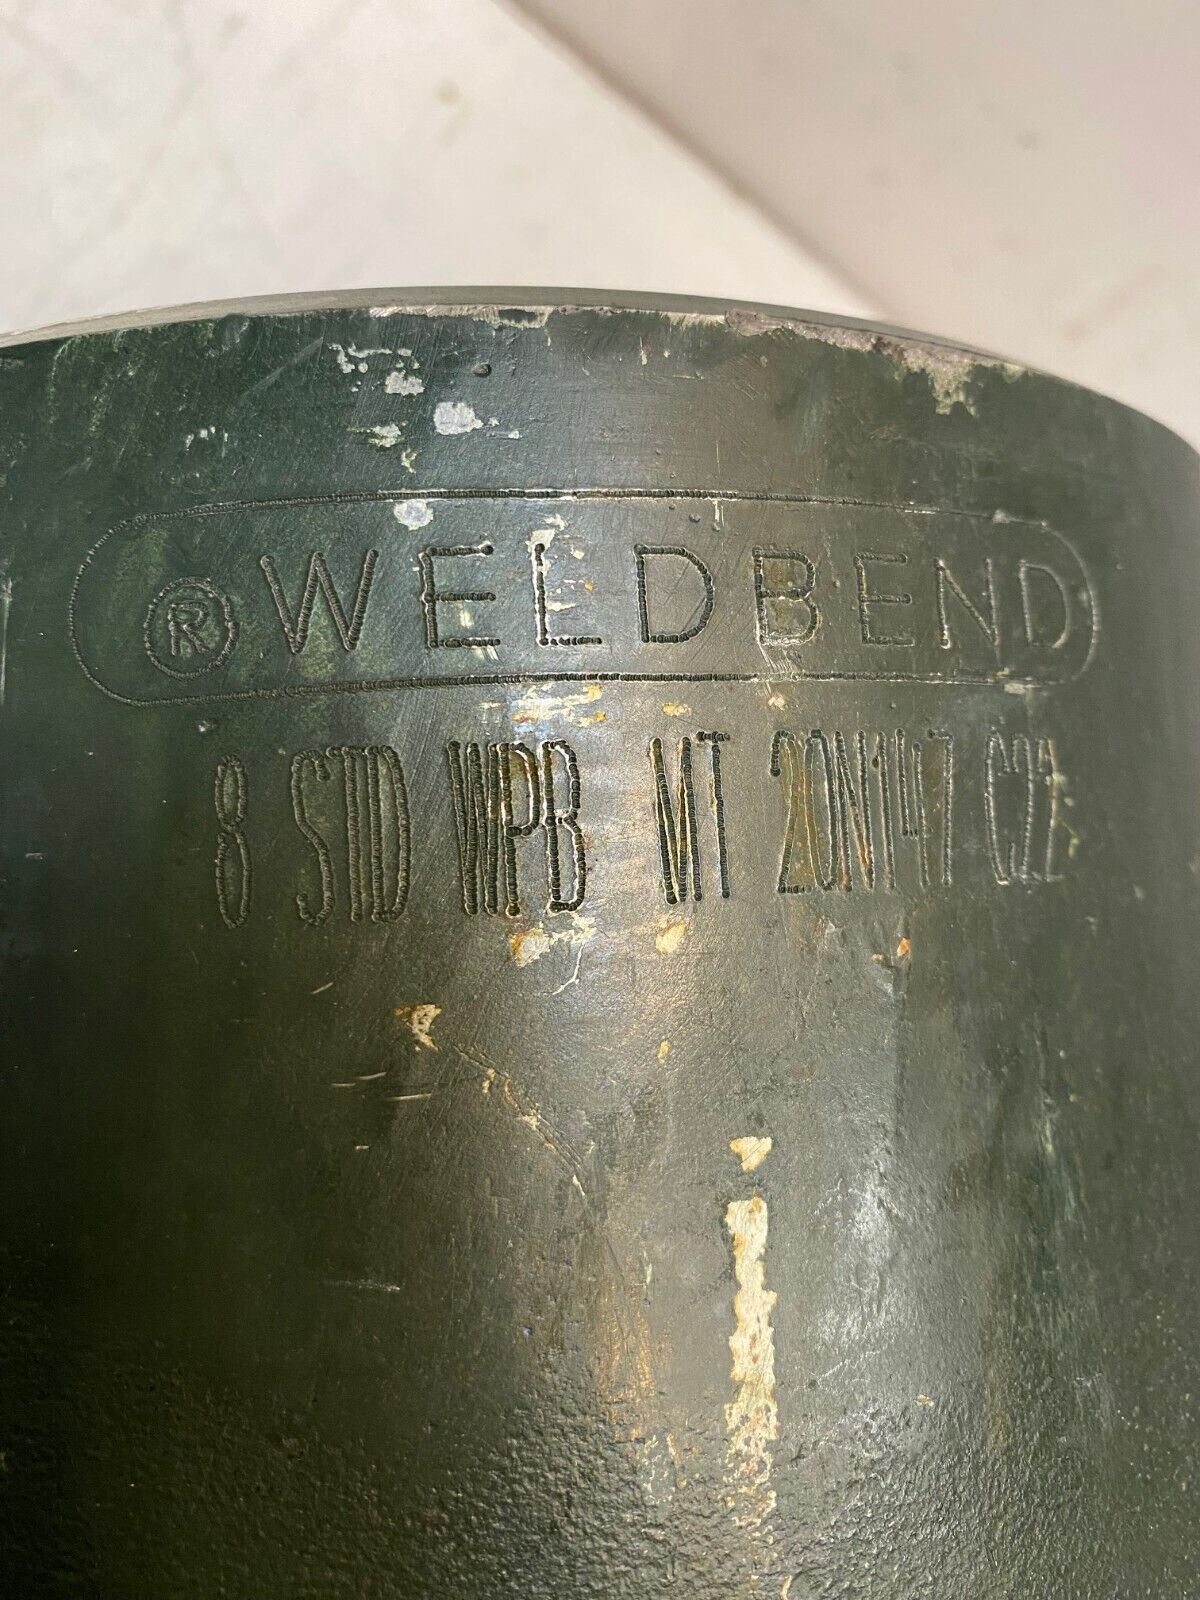 ® WELDBEND
8 STD WPB MT 20N147 C22